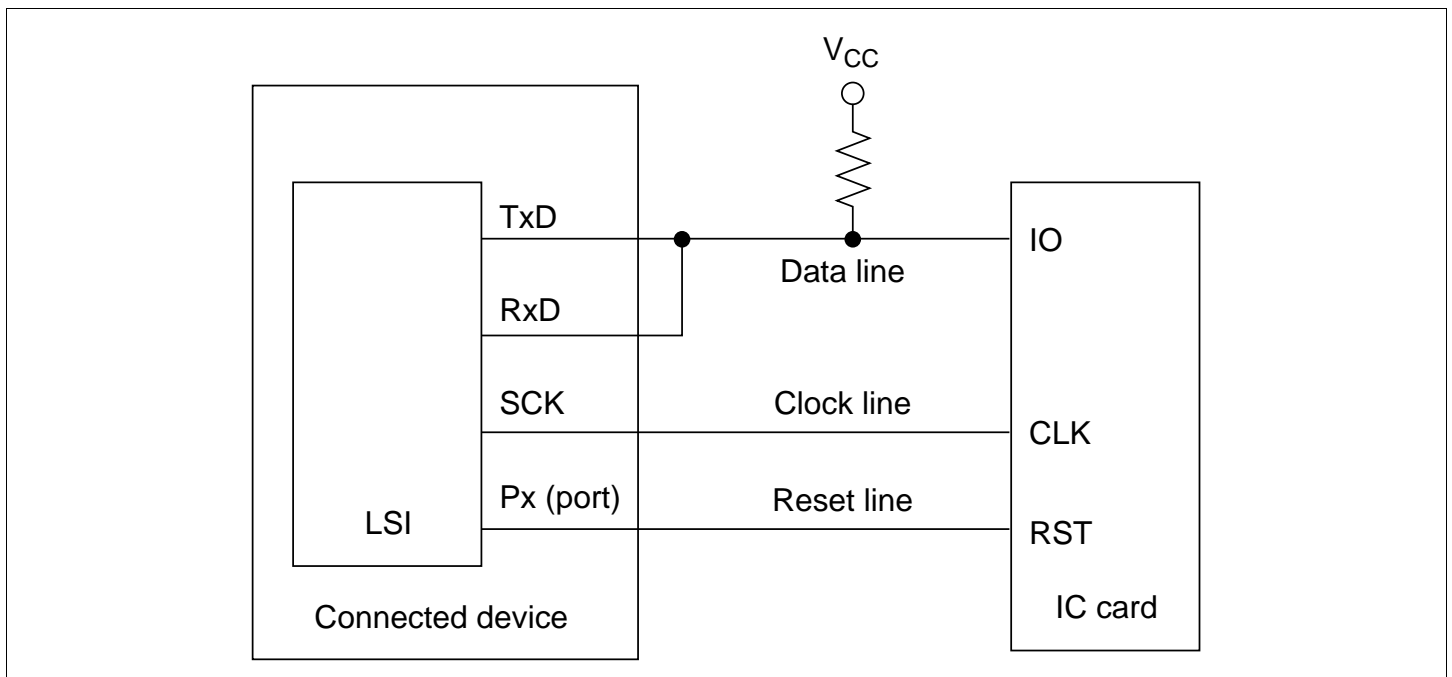 VCC
TxD
IO
Data line
RxD
SCK
Clock line
CLK
Px (port)
Reset line
LSI
RST
IC card
Connected device